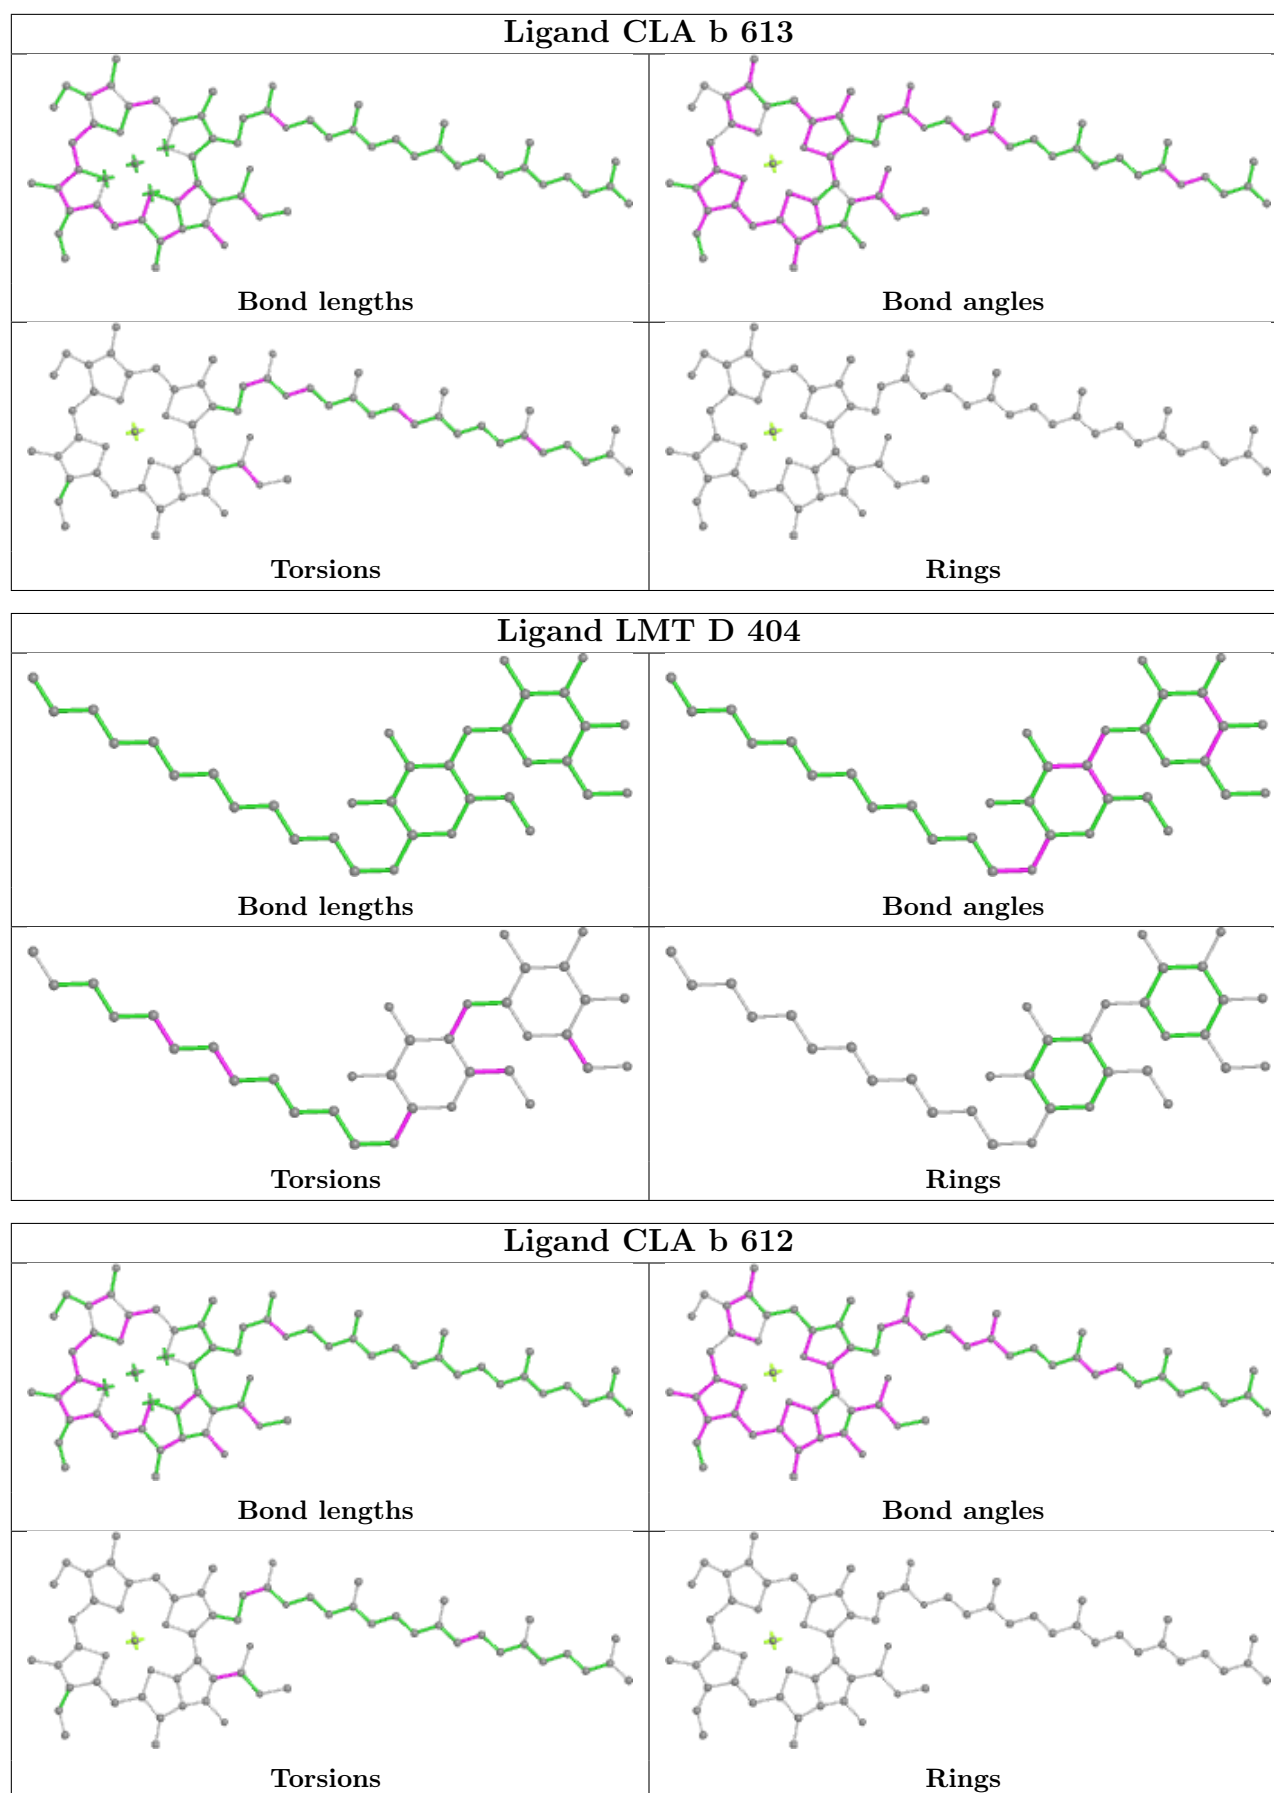 Ligand CLA b 613
Bond lengths
Bond angles
Torsions
Rings
Ligand LMT D 404
Bond lengths
Bond angles
Torsions
Rings
Ligand CLA b 612
Bond lengths
Bond angles
Torsions
Rings